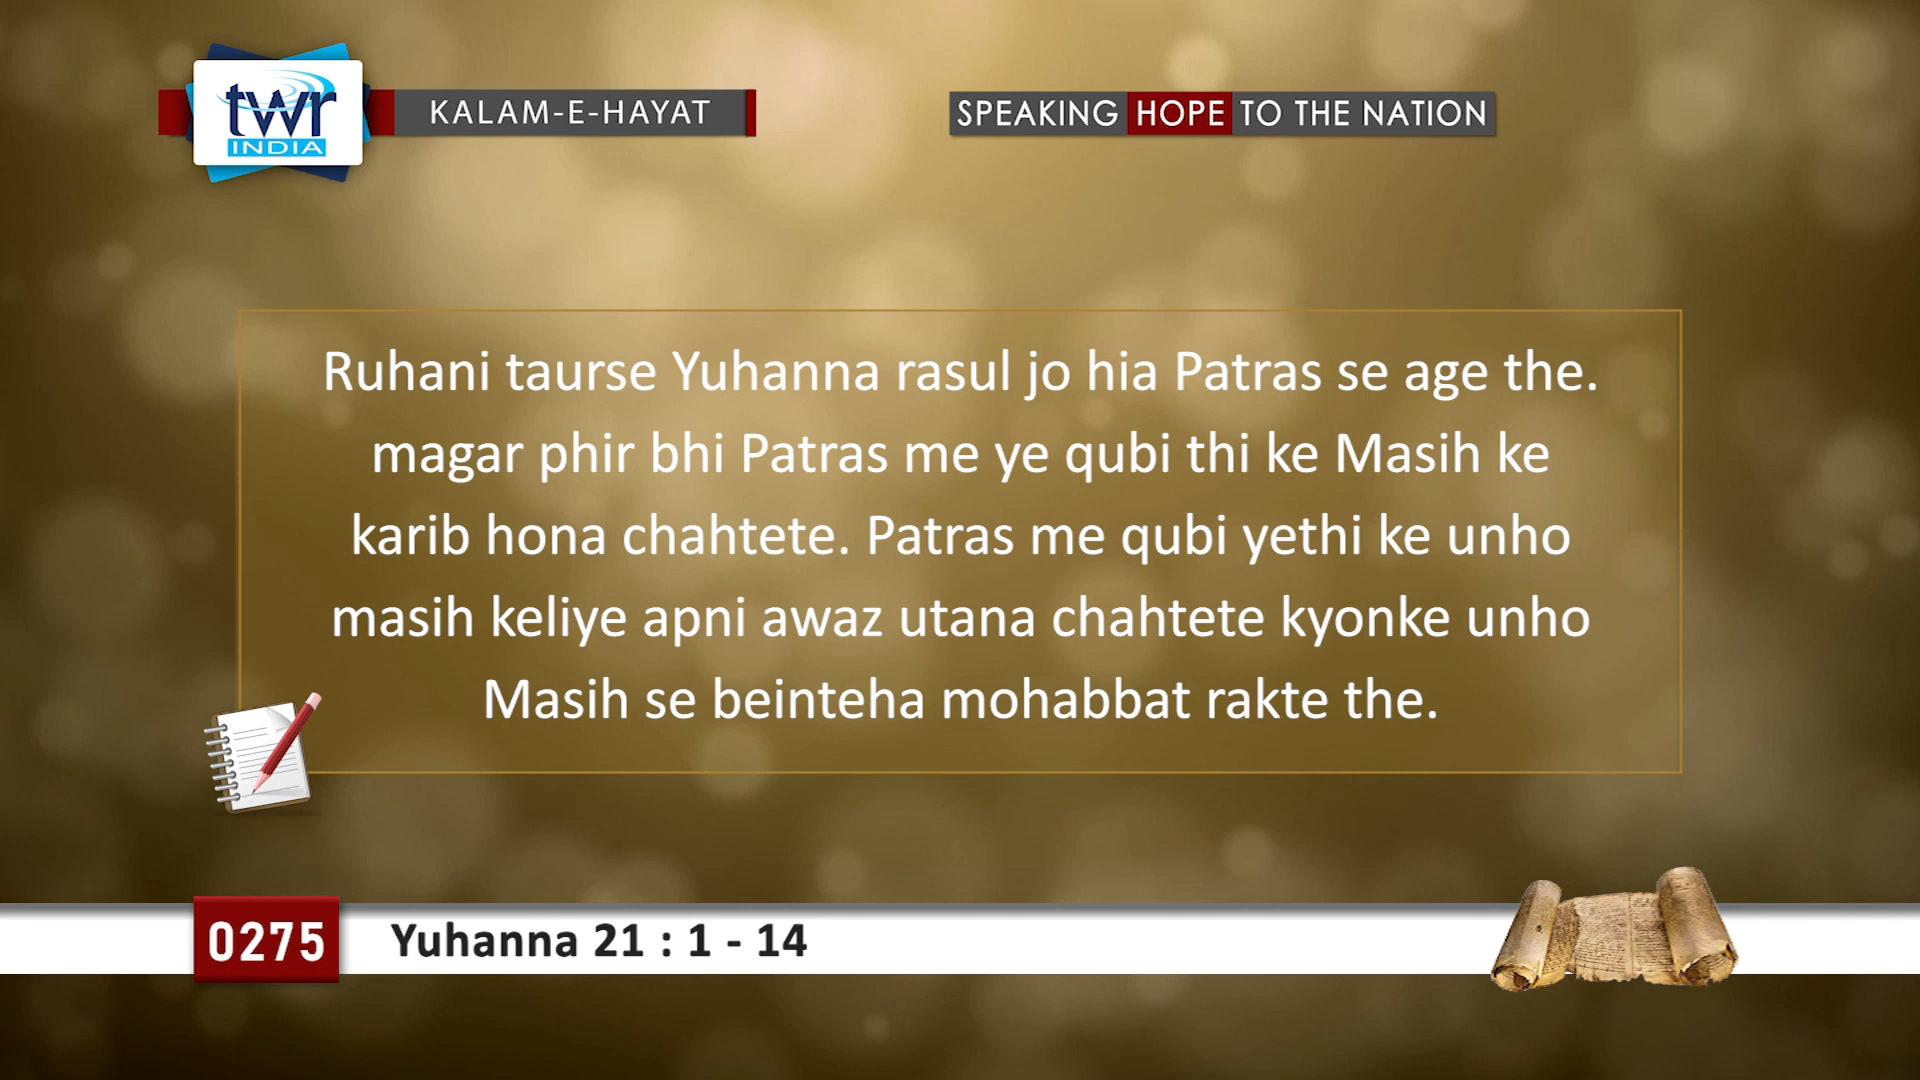 twr
INDIA
KALAM-E-HAYAT
SPEAKING HOPE TO THE NATION
Ruhani taurse Yuhanna rasul jo hia Patras se age the.
magar phir bhi Patras me ye qubi thi ke Masih ke
karib hona chahtete. Patras me qubi yethi ke unho
masih keliye apni awaz utana chahtete kyonke unho
Masih se beinteha mohabbat rakte the.
0275
Yuhanna 21 : 1 - 14